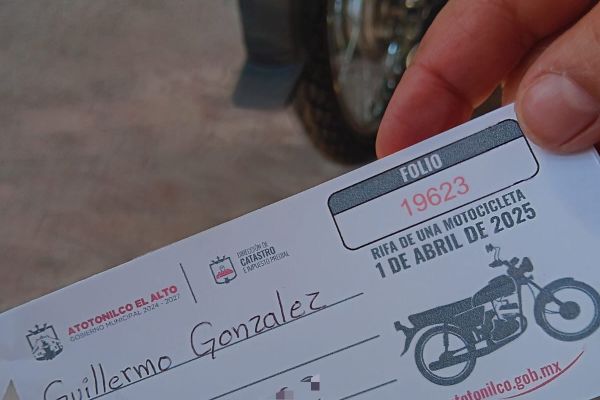 FOLIO
19623
RIFA DE UNA MOTOCICLETA
1 DE ABRIL DE 2025
DIRECCIÓN DE
CATASTRO
E IMPUESTO PREDIAL
ATOTONILCO EL ALTO
GOBIERNO MUNICIPAL 2024 - 2027
Guillermo Gonzalez
atotonilco.gob.mx